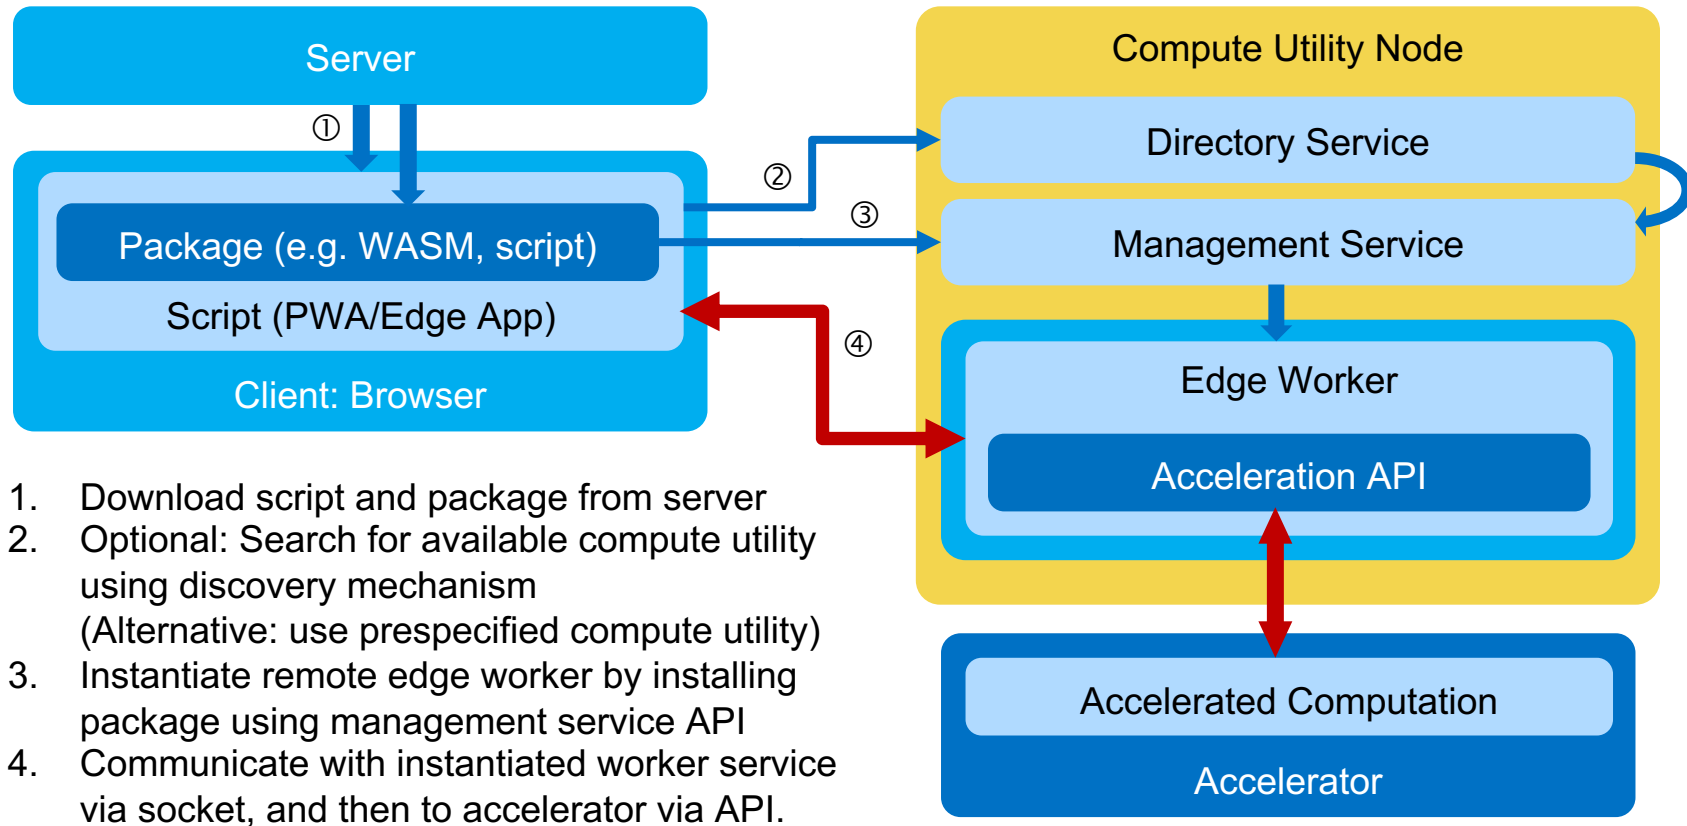 Server
①
Package (e.g. WASM, script)
Script (PWA/Edge App)
Client: Browser
②
③
④
Compute Utility Node
Directory Service
Management Service
Edge Worker
Acceleration API
Accelerated Computation
Accelerator
1. Download script and package from server
2. Optional: Search for available compute utility
using discovery mechanism
(Alternative: use prespecified compute utility)
3. Instantiate remote edge worker by installing
package using management service API
4. Communicate with instantiated worker service
via socket, and then to accelerator via API.